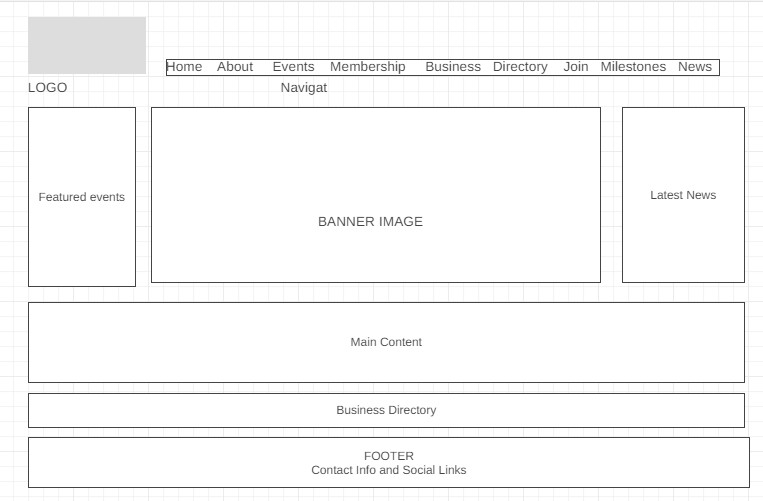 Home About Events Membership Business Directory Join Milestones News
LOGO
Navigat
Featured events
BANNER IMAGE
Latest News
Main Content
Business Directory
FOOTER
Contact Info and Social Links